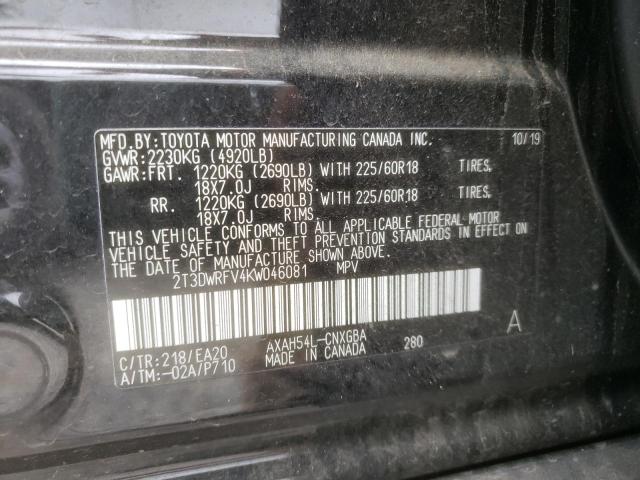 MFD.BY:TOYOTA MOTOR MANUFACTURING CANADA INC. 10/19
GVWR:2230KG (4920LB)
GAWR:FRT. 1220KG (2690LB) WITH 225/60R18 TIRES,
18X7.0J RIMS.
RR. 1220KG (2690LB) WITH 225/60R18 TIRES,
18X7.0J RIMS.
THIS VEHICLE CONFORMS TO ALL APPLICABLE FEDERAL MOTOR
VEHICLE SAFETY AND THEFT PREVENTION STANDARDS IN EFFECT ON
THE DATE OF MANUFACTURE SHOWN ABOVE.
2T3DWRFV4KW046081 MPV
C/TR:218/EA20 AXAH54L-CNXGBA A
A/TM:-02A/P710 MADE IN CANADA 280